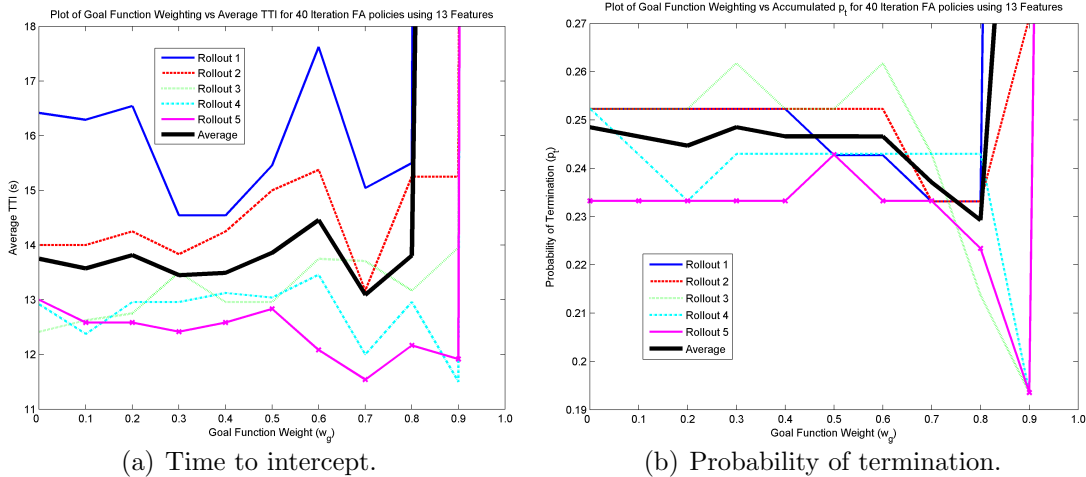 Plot of Goal Function Weighting vs Average TTI for 40 Iteration FA policies using 13 Features
18
17
16
15
14
13
12
11
Average TTI (s)
Rollout 1
Rollout 2
Rollout 3
Rollout 4
Rollout 5
Average
0
0.1
0.2
0.3
0.4
0.5
0.6
0.7
0.8
0.9
1.0
Goal Function Weight (wg)
(a) Time to intercept.
Plot of Goal Function Weighting vs Accumulated pt for 40 Iteration FA policies using 13 Features
0.27
0.26
0.25
0.24
0.23
0.22
0.21
0.2
0.19
Probability of Termination (pt)
Rollout 1
Rollout 2
Rollout 3
Rollout 4
Rollout 5
Average
0
0.1
0.2
0.3
0.4
0.5
0.6
0.7
0.8
0.9
1.0
Goal Function Weight (wg)
(b) Probability of termination.